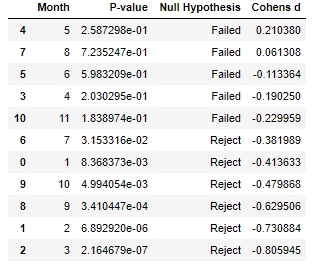 Month P-value Null Hypothesis Cohens d
4 5 2.587298e-01 Failed 0.210380
7 8 7.235247e-01 Failed 0.061308
5 6 5.983209e-01 Failed -0.113364
3 4 2.030295e-01 Failed -0.190250
10 11 1.838974e-01 Failed -0.229959
6 7 3.153316e-02 Reject -0.381989
0 1 8.368373e-03 Reject -0.413633
9 10 4.994054e-03 Reject -0.479868
8 9 3.410447e-04 Reject -0.629506
1 2 6.892920e-06 Reject -0.730884
2 3 2.164679e-07 Reject -0.805945